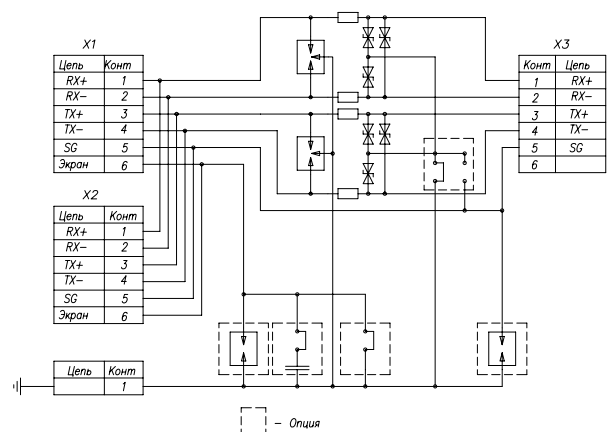 X1
Цепь Конт
RX+ 1
RX- 2
TX+ 3
TX- 4
SG 5
Экран 6
X2
Цепь Конт
RX+ 1
RX- 2
TX+ 3
TX- 4
SG 5
Экран 6
Цепь Конт
1
X3
Конт Цепь
1 RX+
2 RX-
3 TX+
4 TX-
5 SG
6
- Опция